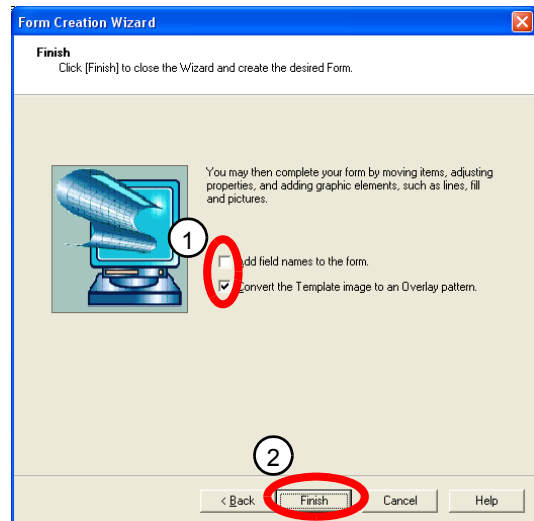 Form Creation Wizard
Finish
Click [Finish] to close the Wizard and create the desired Form.
You may then complete your form by moving items, adjusting
properties, and adding graphic elements, such as lines, fill
and pictures.
1
Add field names to the form.
Convert the Template image to an Overlay pattern.
2
< Back Finish Cancel Help